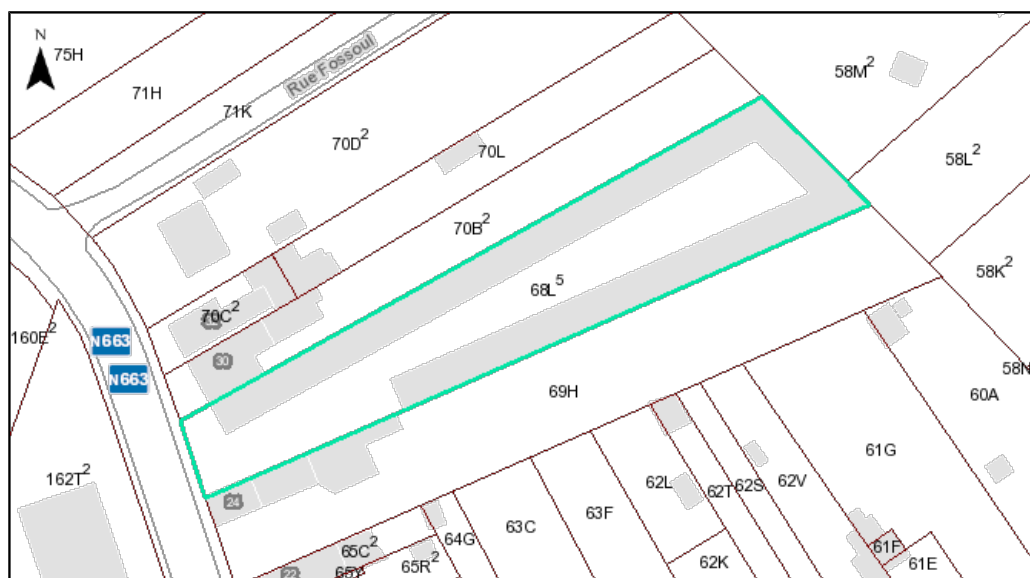 N
75H
71H
71K
Rue Fossoul
70D²
70L
58M²
58L²
70B²
68L⁵
58K²
70C²
160E²
N663
30
N663
58N
69H
60A
61G
162T²
24
62L
62T
62S
62V
63F
63C
64G
65C²
65Y
65R²
22
62K
61F
61E